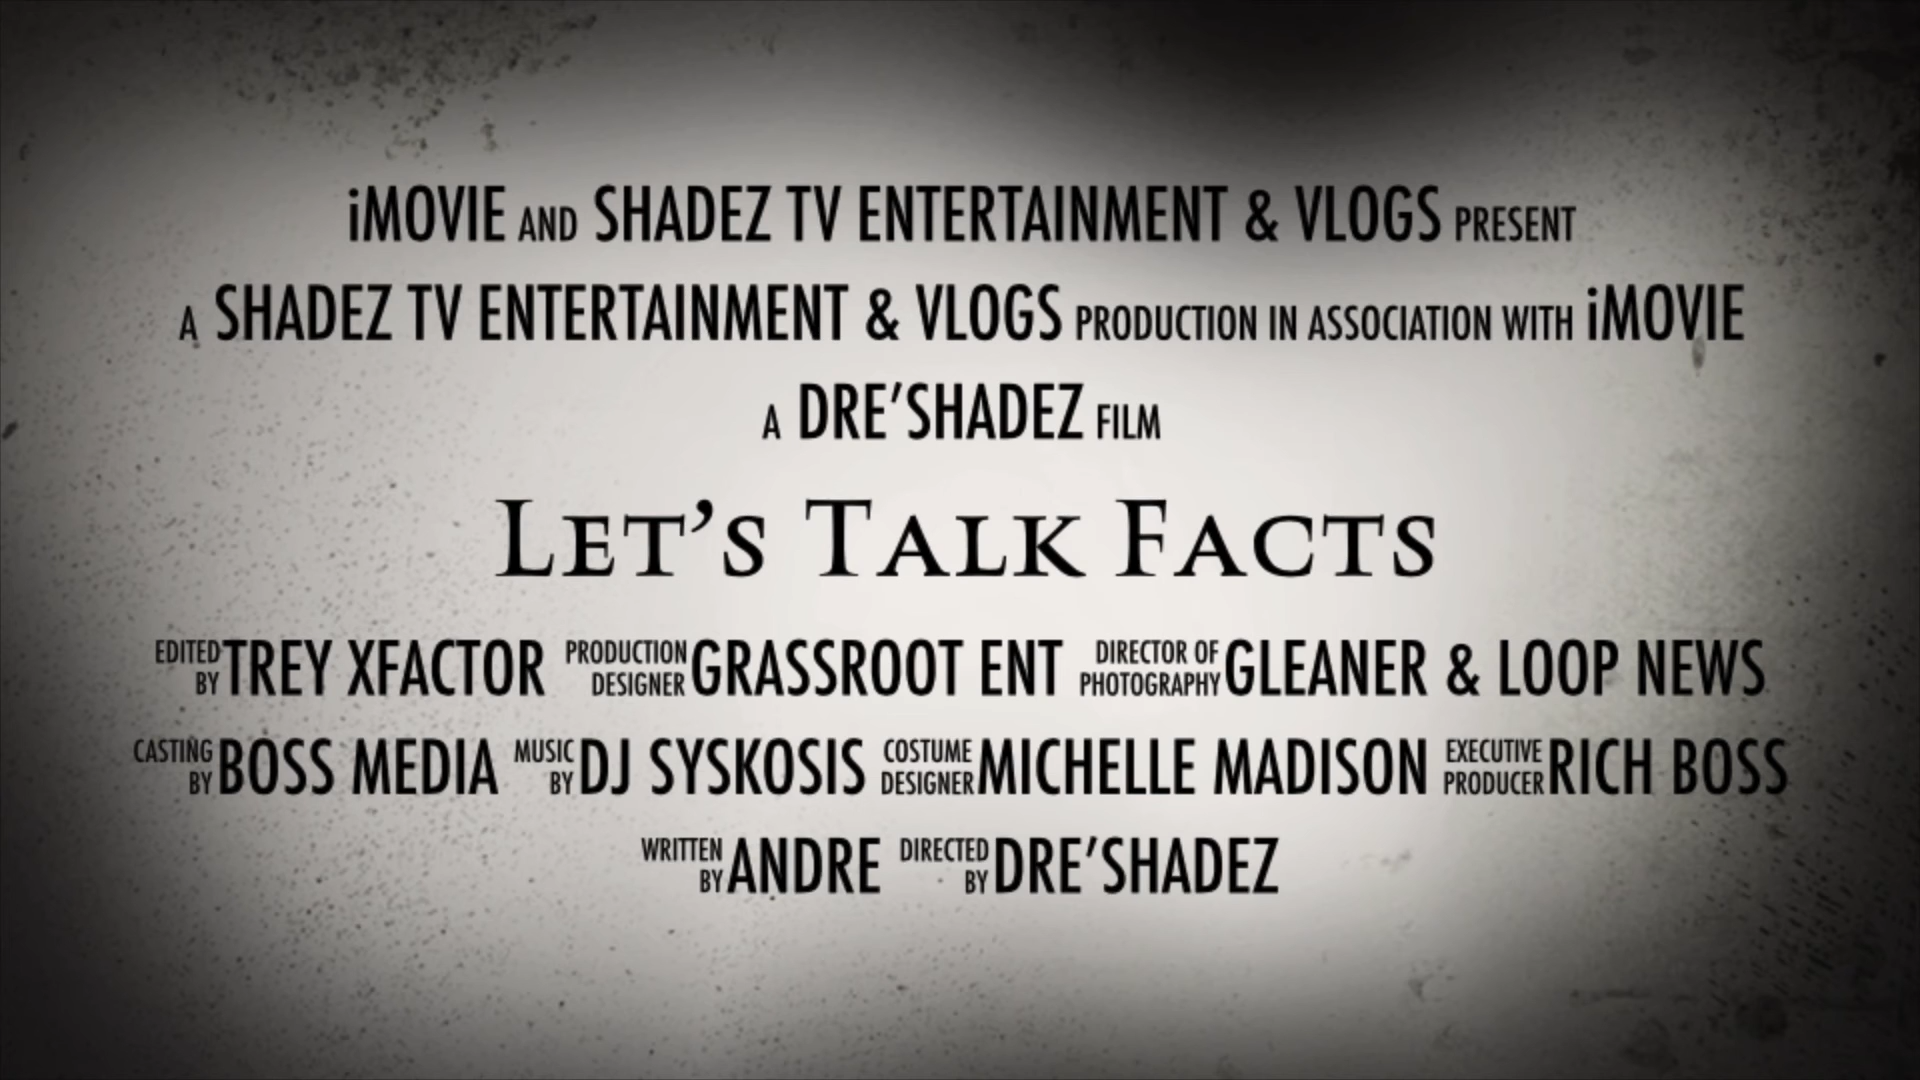 iMOVIE AND SHADEZ TV ENTERTAINMENT & VLOGS PRESENT
A SHADEZ TV ENTERTAINMENT & VLOGS PRODUCTION IN ASSOCIATION WITH iMOVIE
A DRE'SHADEZ FILM
LET'S TALK FACTS
EDITED BY TREY XFACTOR PRODUCTION DESIGNER GRASSROOT ENT DIRECTOR OF PHOTOGRAPHY GLEANER & LOOP NEWS
CASTING BY BOSS MEDIA MUSIC BY DJ SYSKOSIS COSTUME DESIGNER MICHELLE MADISON EXECUTIVE PRODUCER RICH BOSS
WRITTEN BY ANDRE DIRECTED BY DRE'SHADEZ